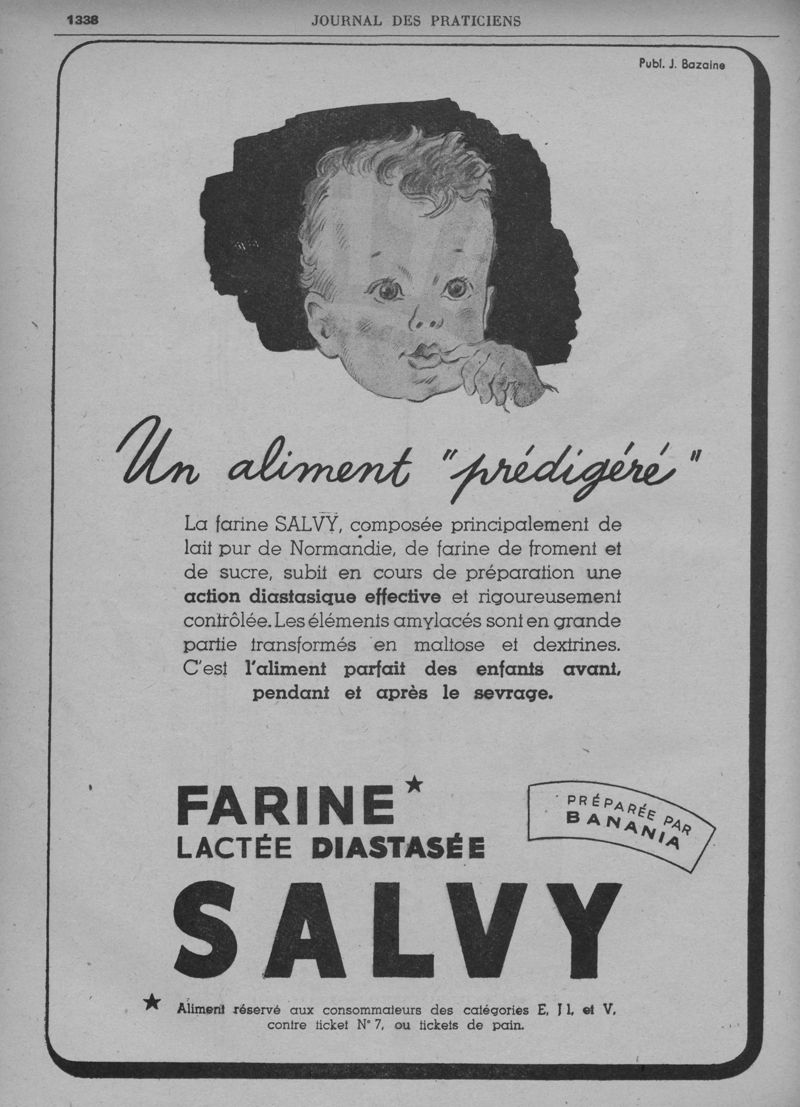 1338
JOURNAL DES PRATICIENS
Publ. J. Bazaine
Un aliment "prédigéré"
La farine SALVY, composée principalement de
lait pur de Normandie, de farine de froment et
de sucre, subit en cours de préparation une
action diastasique effective et rigoureusement
contrôlée. Les éléments amylacés sont en grande
partie transformés en maltose et dextrines.
C'est l'aliment parfait des enfants avant,
pendant et après le sevrage.
FARINE★
LACTÉE DIASTASÉE
PRÉPARÉE PAR
BANANIA
SALVY
★ Aliment réservé aux consommateurs des catégories E, J1, et V,
contre ticket N° 7, ou tickets de pain.